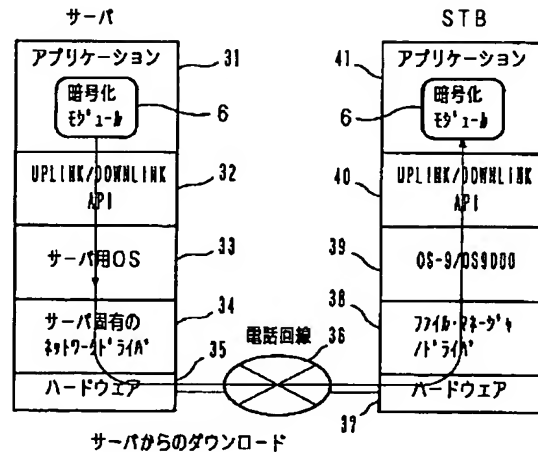 サーバ
アプリケーション
31
暗号化
モジュール
6
UPLINK/DOWNLINK
API
32
サーバ用OS
33
サーバ固有の
ネットワークドライバ
34
ハードウェア
35
電話回線
36
サーバからのダウンロード
STB
41
アプリケーション
6
暗号化
モジュール
40
UPLINK/DOWNLINK
API
39
OS-9/OS9000
38
ファイル・マネージャ
/ドライバ
ハードウェア
37